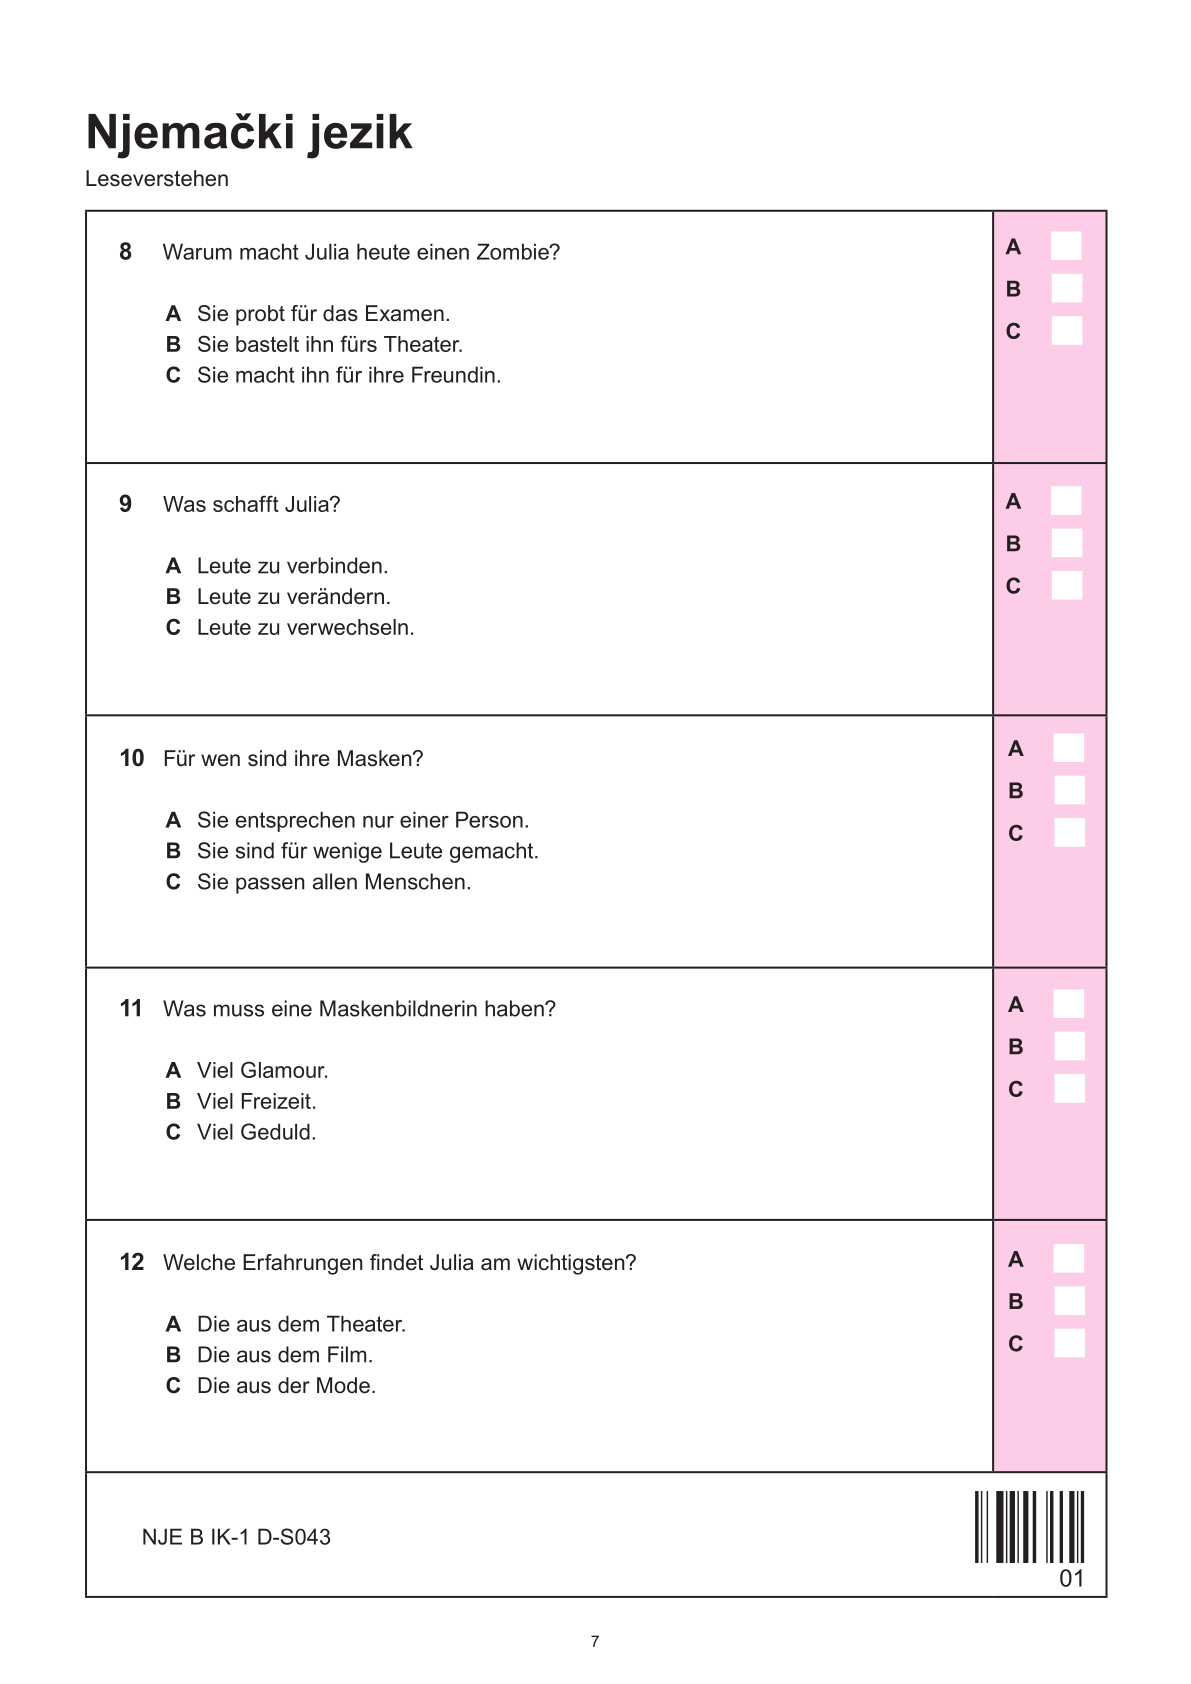 Njemački jezik
Leseverstehen
8 Warum macht Julia heute einen Zombie?
A Sie probt für das Examen.
B Sie bastelt ihn fürs Theater.
C Sie macht ihn für ihre Freundin.
A
B
C
9 Was schafft Julia?
A Leute zu verbinden.
B Leute zu verändern.
C Leute zu verwechseln.
A
B
C
10 Für wen sind ihre Masken?
A Sie entsprechen nur einer Person.
B Sie sind für wenige Leute gemacht.
C Sie passen allen Menschen.
A
B
C
11 Was muss eine Maskenbildnerin haben?
A Viel Glamour.
B Viel Freizeit.
C Viel Geduld.
A
B
C
12 Welche Erfahrungen findet Julia am wichtigsten?
A Die aus dem Theater.
B Die aus dem Film.
C Die aus der Mode.
A
B
C
NJE B IK-1 D-S043
01
7